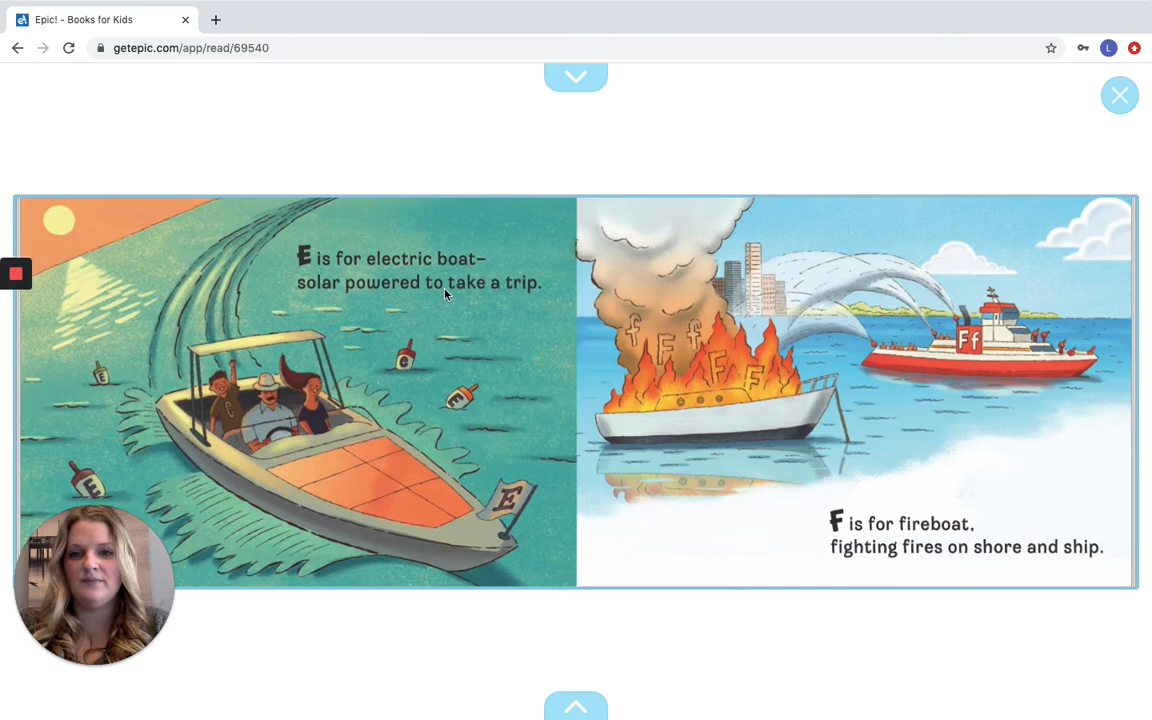 Epic! - Books for Kids
getepic.com/app/read/69540
L
E is for electric boat–
solar powered to take a trip.
E
e
E
E
C
E
f F f
F F
Ff
F is for fireboat,
fighting fires on shore and ship.